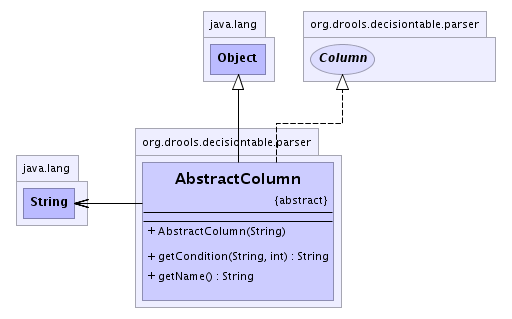 java.lang
Object
org.drools.decisiontable.parser
Column
org.drools.decisiontable.parser
java.lang
String
AbstractColumn
{abstract}
+ AbstractColumn(String)
+ getCondition(String, int) : String
+ getName() : String